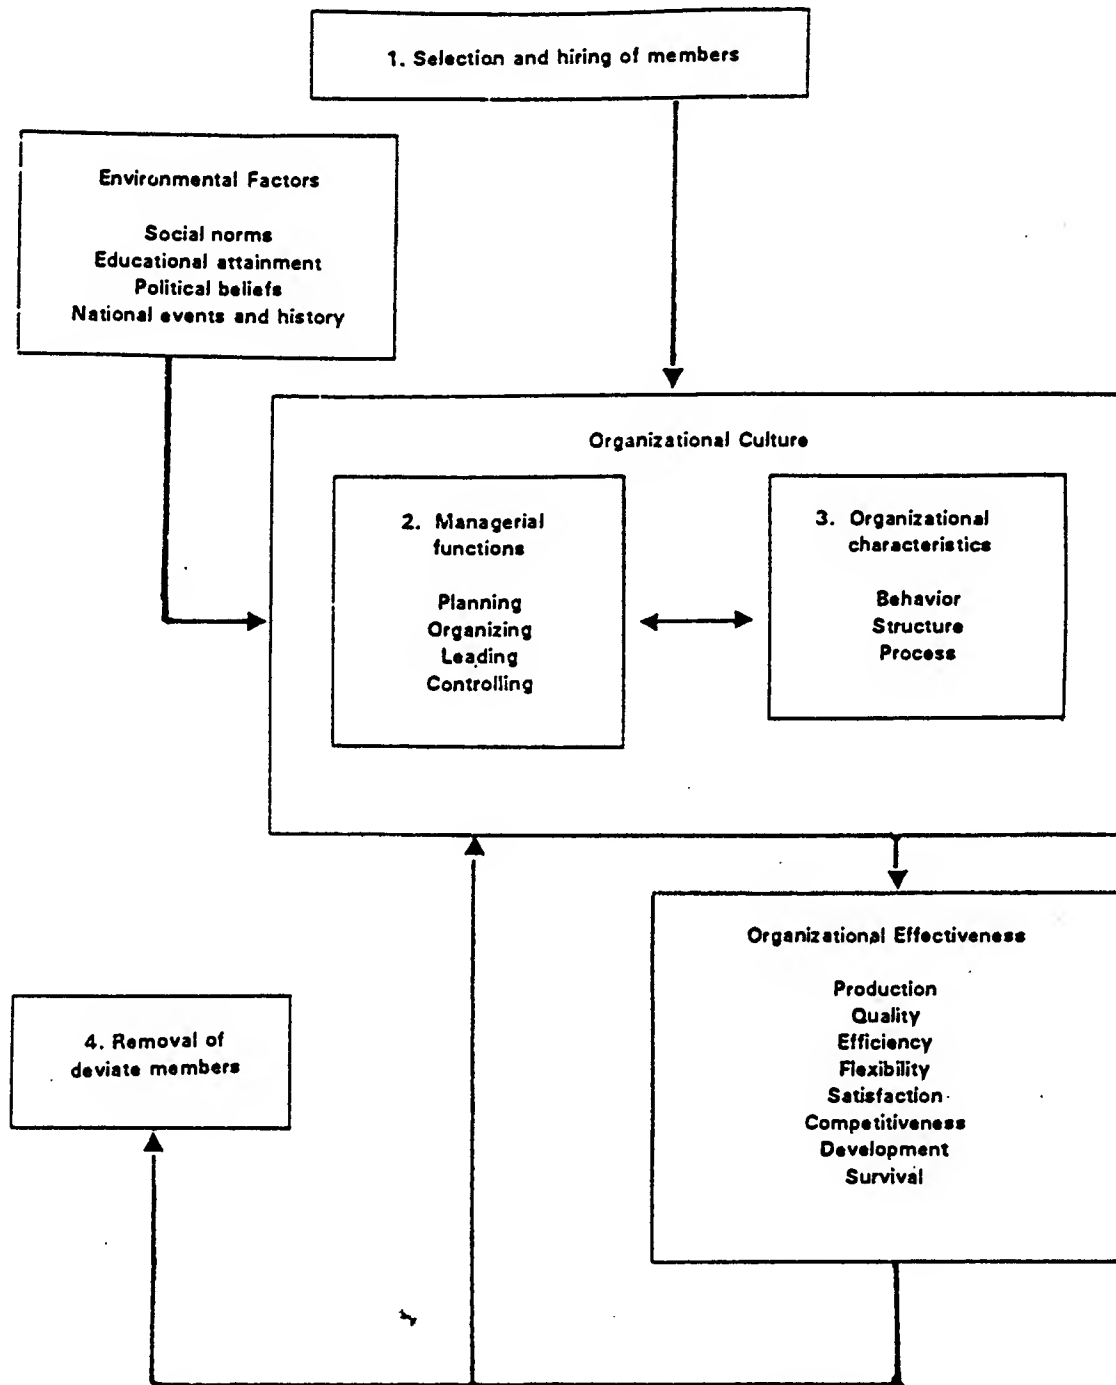 1. Selection and hiring of members
Environmental Factors
Social norms
Educational attainment
Political beliefs
National events and history
Organizational Culture
2. Managerial
functions
Planning
Organizing
Leading
Controlling
3. Organizational
characteristics
Behavior
Structure
Process
Organizational Effectiveness
Production
Quality
Efficiency
Flexibility
Satisfaction
Competitiveness
Development
Survival
4. Removal of
deviate members